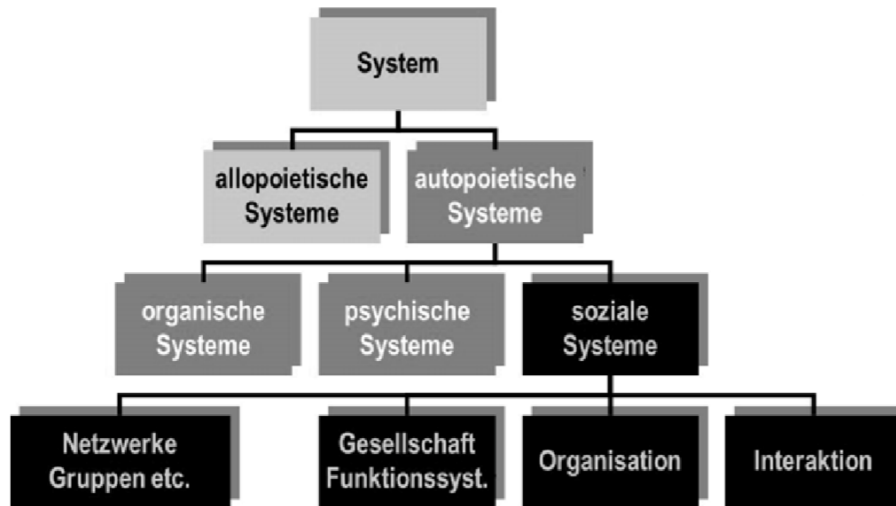 System
allopoietische
Systeme
autopoietische
Systeme
organische
Systeme
psychische
Systeme
soziale
Systeme
Netzwerke
Gruppen etc.
Gesellschaft
Funktionssyst.
Organisation
Interaktion